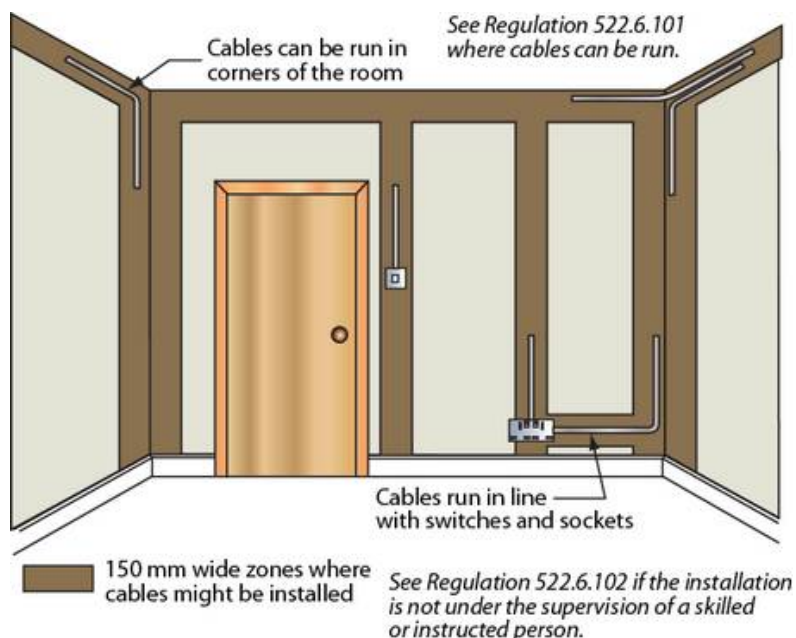 Cables can be run in
corners of the room
See Regulation 522.6.101
where cables can be run.
Cables run in line
with switches and sockets
150 mm wide zones where
cables might be installed
See Regulation 522.6.102 if the installation
is not under the supervision of a skilled
or instructed person.